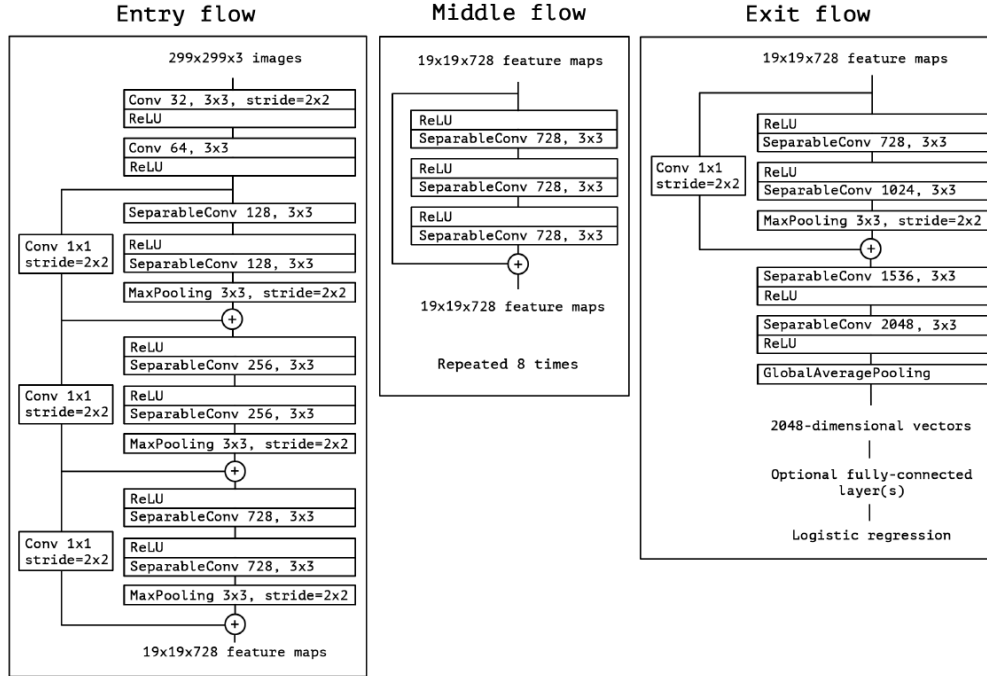 Entry flow
299x299x3 images
Conv 32, 3x3, stride=2x2
ReLU
Conv 64, 3x3
ReLU
SeparableConv 128, 3x3
Conv 1x1
stride=2x2
ReLU
SeparableConv 128, 3x3
MaxPooling 3x3, stride=2x2
+
ReLU
SeparableConv 256, 3x3
Conv 1x1
stride=2x2
ReLU
SeparableConv 256, 3x3
MaxPooling 3x3, stride=2x2
+
ReLU
SeparableConv 728, 3x3
Conv 1x1
stride=2x2
ReLU
SeparableConv 728, 3x3
MaxPooling 3x3, stride=2x2
+
19x19x728 feature maps
Middle flow
19x19x728 feature maps
ReLU
SeparableConv 728, 3x3
ReLU
SeparableConv 728, 3x3
ReLU
SeparableConv 728, 3x3
+
19x19x728 feature maps
Repeated 8 times
Exit flow
19x19x728 feature maps
ReLU
SeparableConv 728, 3x3
Conv 1x1
stride=2x2
ReLU
SeparableConv 1024, 3x3
MaxPooling 3x3, stride=2x2
+
SeparableConv 1536, 3x3
ReLU
SeparableConv 2048, 3x3
ReLU
GlobalAveragePooling
2048-dimensional vectors
Optional fully-connected
layer(s)
Logistic regression